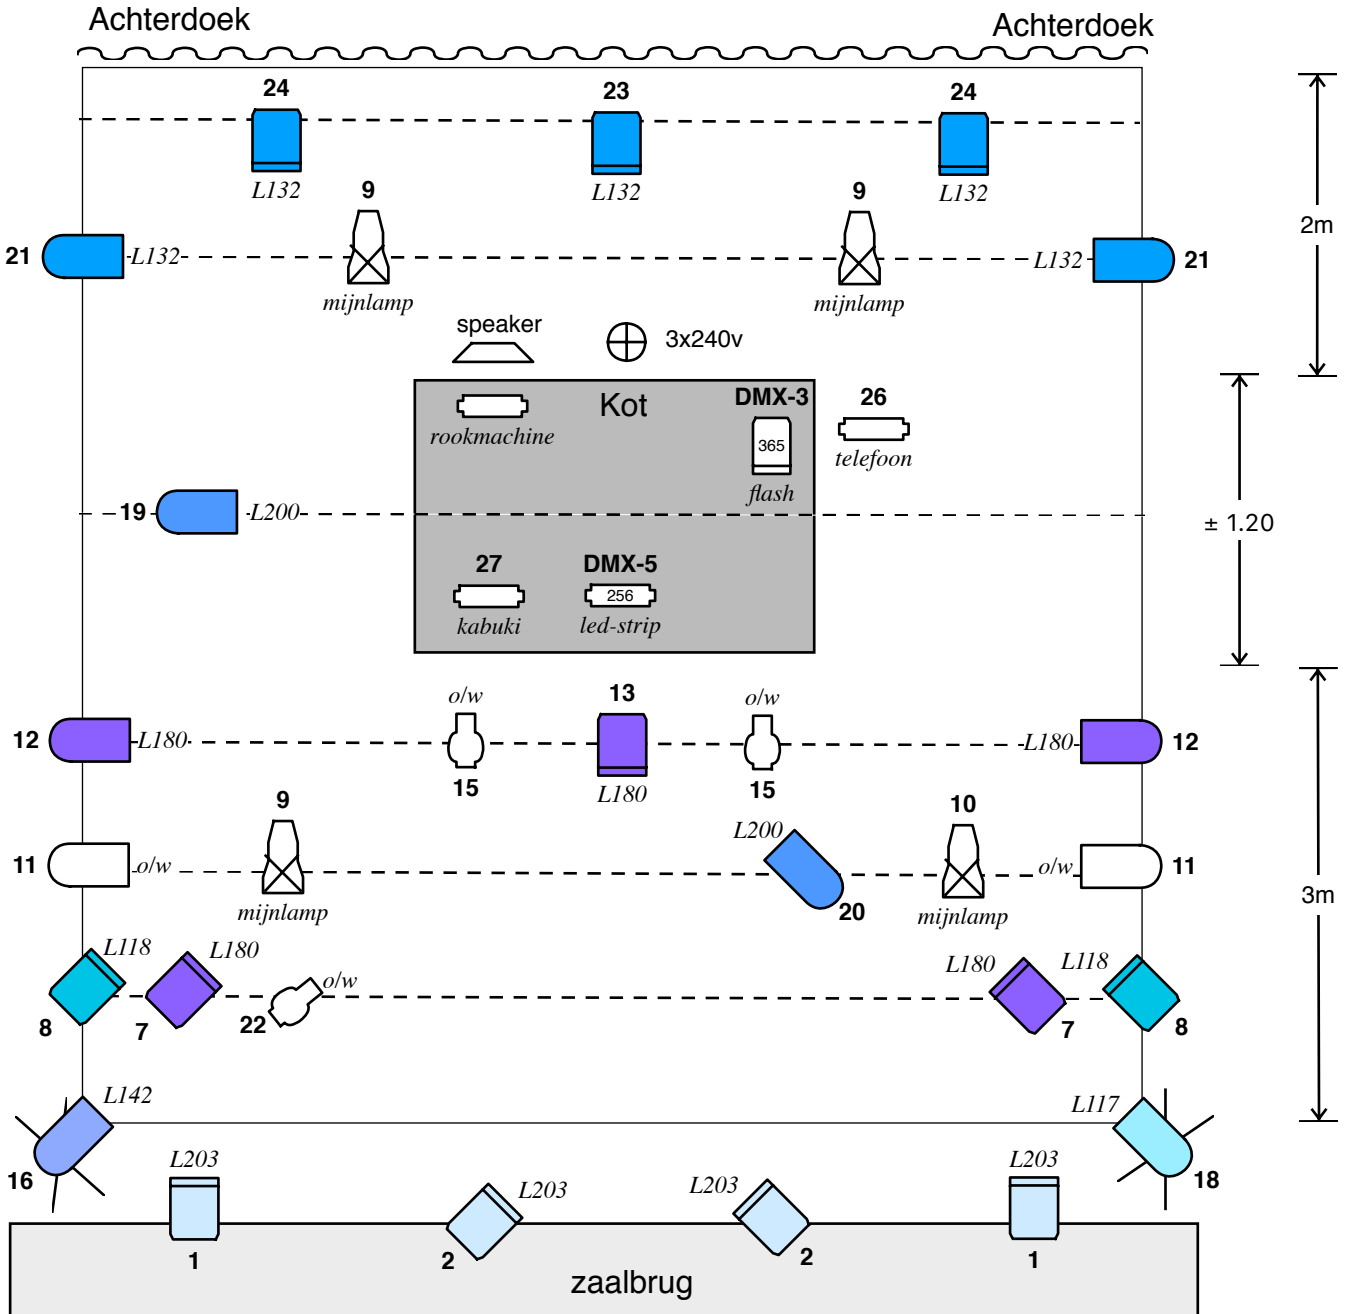 Achterdoek Achterdoek
24 23 24
L132 L132 L132
9 9
21 L132 L132 21
mijnlamp mijnlamp
2m
speaker 3x240v
Kot DMX-3 26
rookmachine 365 telefoon
flash
19 L200
± 1.20
27 DMX-5
256
kabuki led-strip
o/w 13 o/w
12 L180 L180 12
15 L180 15
9 L200 10
11 o/w o/w 11
mijnlamp 20 mijnlamp
3m
L118 L180 L180 L118
o/w
8 7 22 7 8
L142 L117
16 18
L203 L203 L203 L203
1 2 2 1
zaalbrug